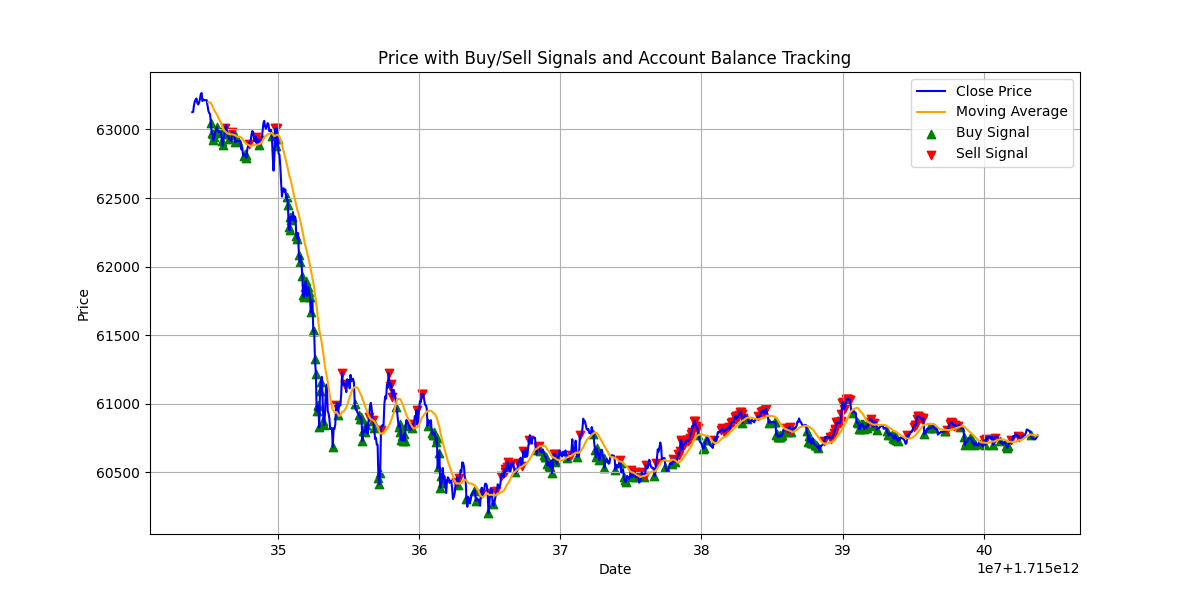 Price with Buy/Sell Signals and Account Balance Tracking
Close Price
Moving Average
Buy Signal
Sell Signal
63000
62500
62000
61500
61000
60500
Price
35 36 37 38 39 40
Date
1e7+1.715e12